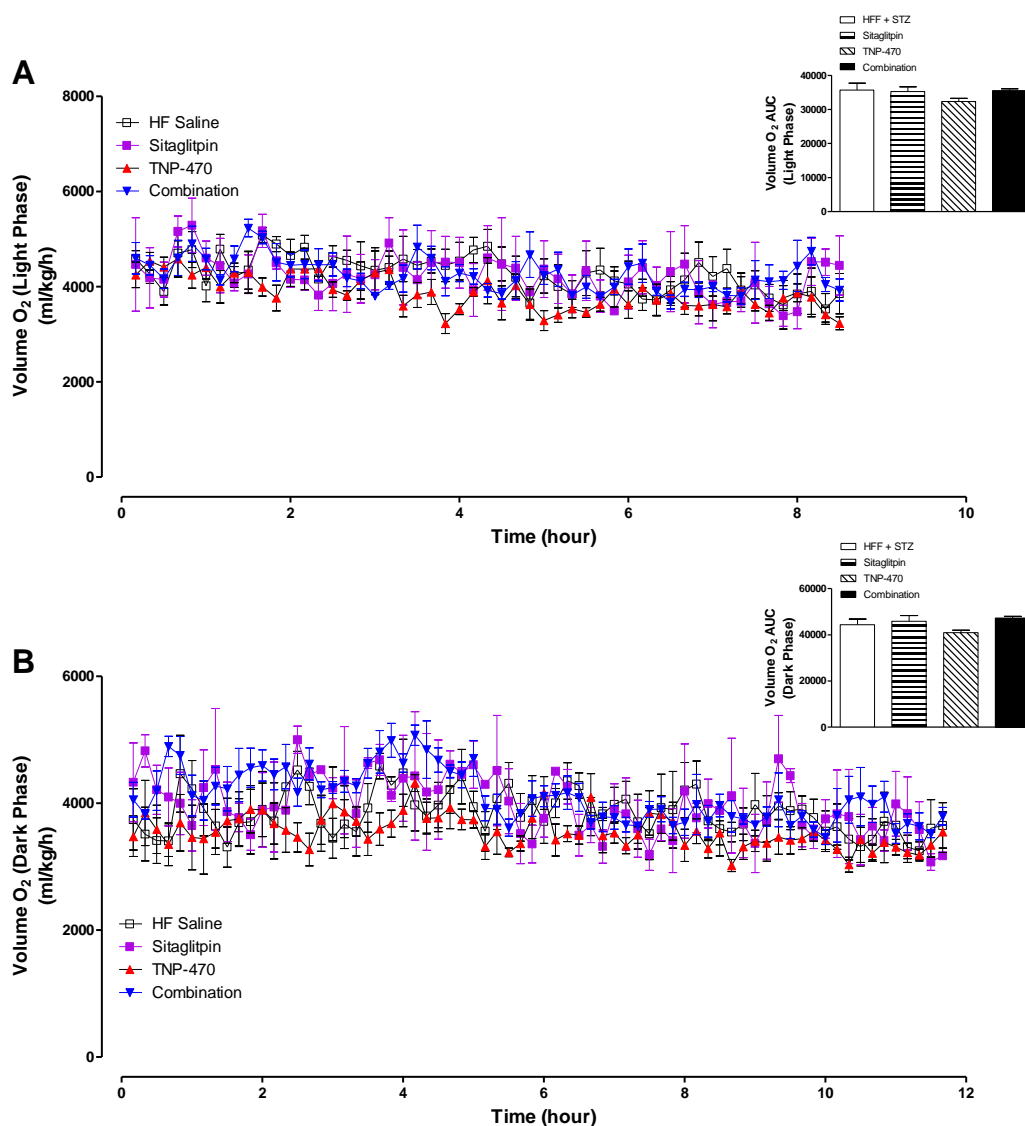 A
8000
6000
4000
2000
0
Volume O2 (Light Phase)
(ml/kg/h)
HF Saline
Sitaglitpin
TNP-470
Combination
0 2 4 6 8 10
Time (hour)
HFF + STZ
Sitaglitpin
TNP-470
Combination
40000
30000
20000
10000
0
Volume O2 AUC
(Light Phase)
B
6000
4000
2000
0
Volume O2 (Dark Phase)
(ml/kg/h)
HF Saline
Sitaglitpin
TNP-470
Combination
0 2 4 6 8 10 12
Time (hour)
HFF + STZ
Sitaglitpin
TNP-470
Combination
60000
40000
20000
0
Volume O2 AUC
(Dark Phase)